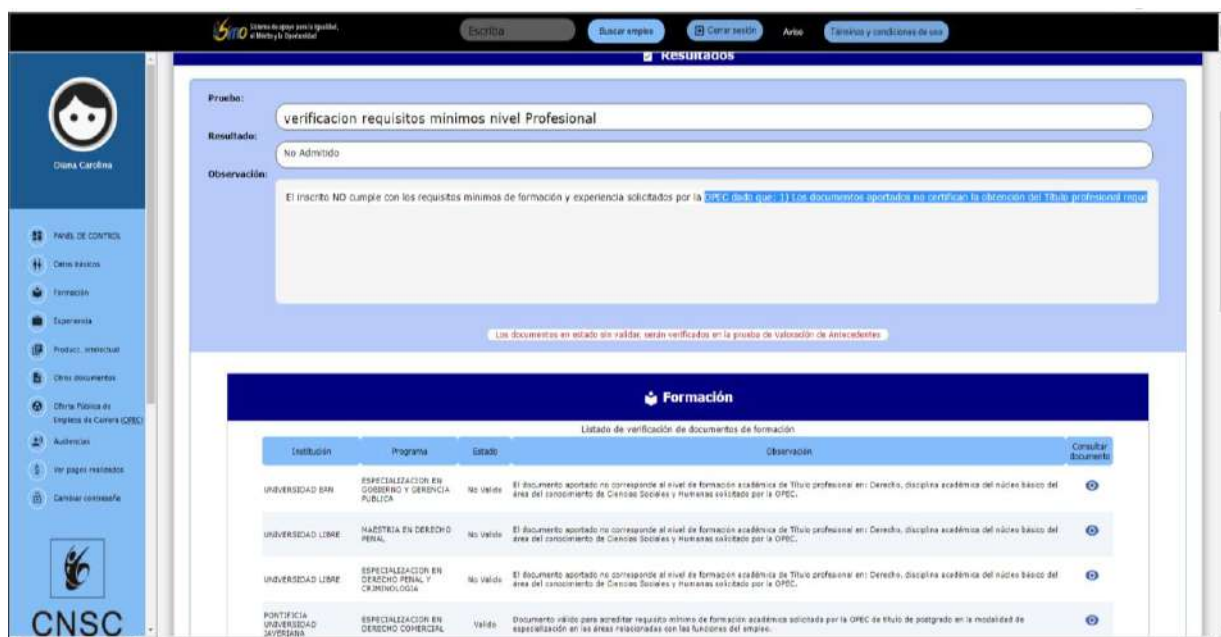 Simo Sistema de apoyo para la Igualdad,
el Mérito y la Oportunidad
Escriba
Buscar empleo
Cerrar sesión
Aviso
Términos y condiciones de uso
Resultados
Diana Carolina
PANEL DE CONTROL
Datos básicos
Formación
Experiencia
Producc. intelectual
Otros documentos
Oferta Pública de
Empleos de Carrera (OPEC)
Audiencias
Ver pagos realizados
Cambiar contraseña
CNSC
Prueba:
verificacion requisitos minimos nivel Profesional
Resultado:
No Admitido
Observación:
El inscrito NO cumple con los requisitos mínimos de formación y experiencia solicitados por la OPEC dado que: 1) Los documentos aportados no certifican la obtención del Título profesional reque
Los documentos en estado sin validar, serán verificados en la prueba de Valoración de Antecedentes
Formación
Listado de verificación de documentos de formación
Institución Programa Estado Observación Consultar
documento
UNIVERSIDAD EAN
ESPECIALIZACION EN
GOBIERNO Y GERENCIA
PUBLICA
No Valido
El documento aportado no corresponde al nivel de formación académica de Título profesional en: Derecho, disciplina académica del núcleo básico del
área del conocimiento de Ciencias Sociales y Humanas solicitado por la OPEC.
UNIVERSIDAD LIBRE
MAESTRIA EN DERECHO
PENAL
No Valido
El documento aportado no corresponde al nivel de formación académica de Título profesional en: Derecho, disciplina académica del núcleo básico del
área del conocimiento de Ciencias Sociales y Humanas solicitado por la OPEC.
UNIVERSIDAD LIBRE
ESPECIALIZACION EN
DERECHO PENAL Y
CRIMINOLOGIA
No Valido
El documento aportado no corresponde al nivel de formación académica de Título profesional en: Derecho, disciplina académica del núcleo básico del
área del conocimiento de Ciencias Sociales y Humanas solicitado por la OPEC.
PONTIFICIA
UNIVERSIDAD
JAVERIANA
ESPECIALIZACION EN
DERECHO COMERCIAL
Valido
Documento válido para acreditar requisito mínimo de formación académica solicitada por la OPEC de título de postgrado en la modalidad de
especialización en las áreas relacionadas con las funciones del empleo.